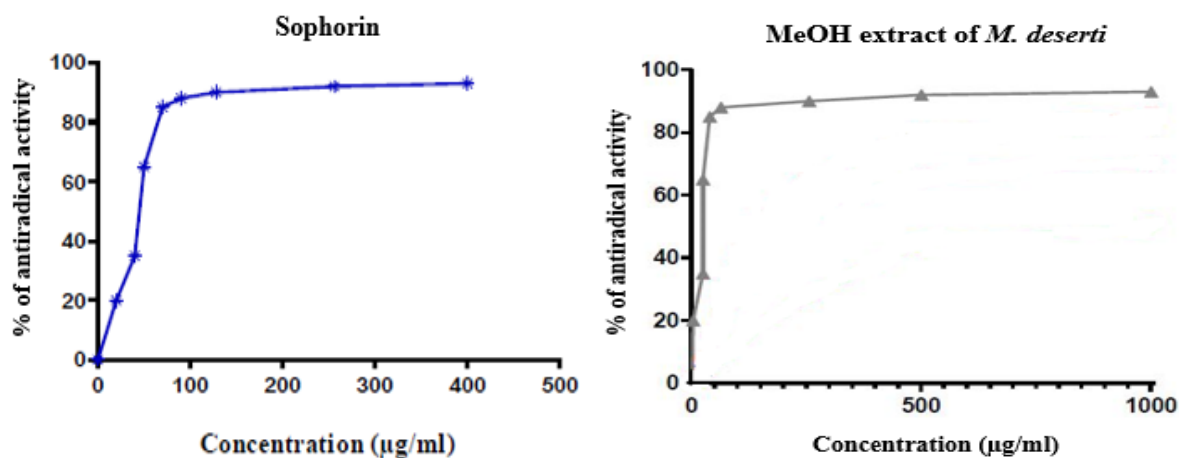 Sophorin
% of antiradical activity
100
80
60
40
20
0
0 100 200 300 400 500
Concentration (µg/ml)
MeOH extract of M. deserti
% of antiradical activity
100
80
60
40
20
0
0 500 1000
Concentration (µg/ml)